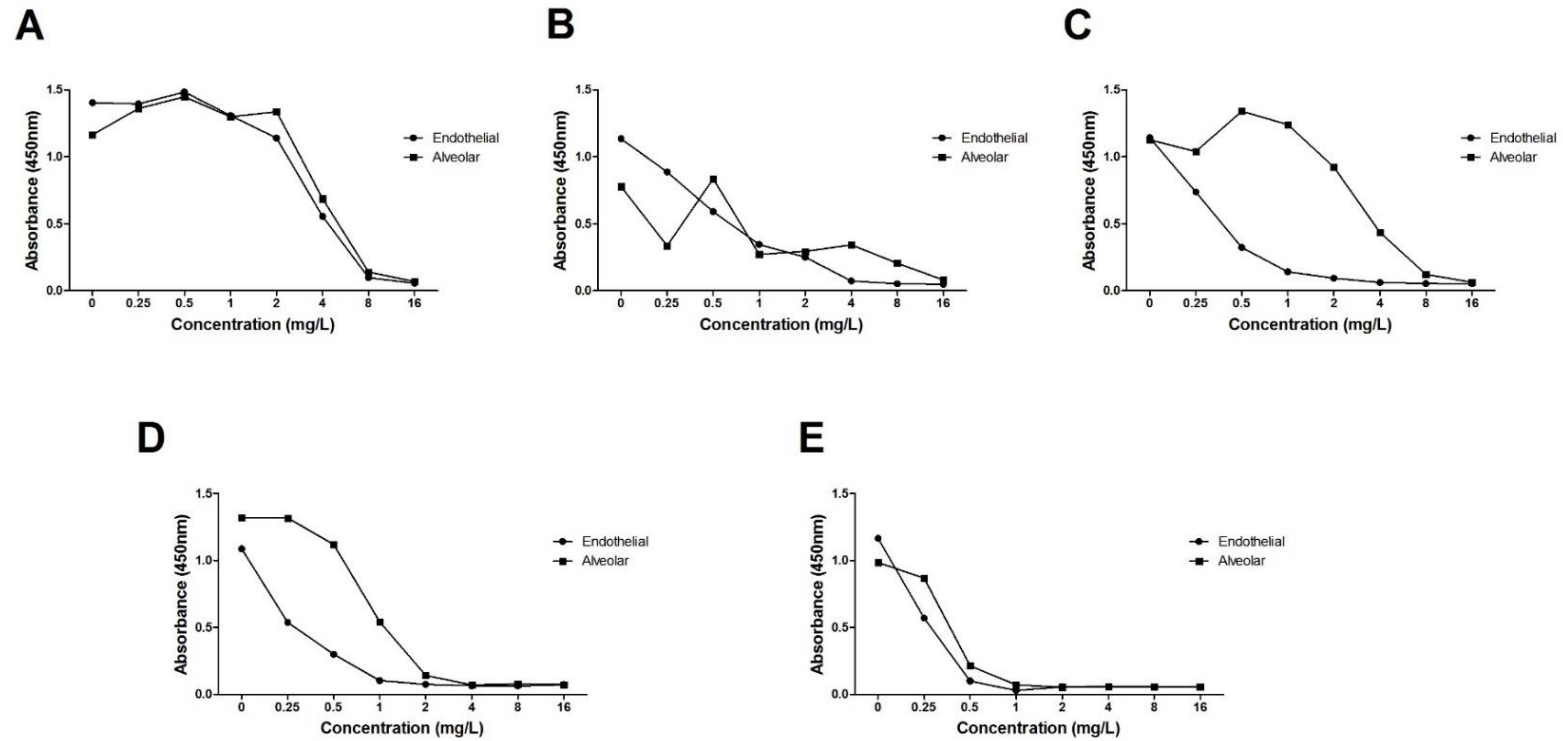 A
Absorbance (450nm)
1.5
1.0
0.5
0.0
0 0.25 0.5 1 2 4 8 16
Concentration (mg/L)
Endothelial
Alveolar
B
Absorbance (450nm)
1.5
1.0
0.5
0.0
0 0.25 0.5 1 2 4 8 16
Concentration (mg/L)
Endothelial
Alveolar
C
Absorbance (450nm)
1.5
1.0
0.5
0.0
0 0.25 0.5 1 2 4 8 16
Concentration (mg/L)
Endothelial
Alveolar
D
Absorbance (450nm)
1.5
1.0
0.5
0.0
0 0.25 0.5 1 2 4 8 16
Concentration (mg/L)
Endothelial
Alveolar
E
Absorbance (450nm)
1.5
1.0
0.5
0.0
0 0.25 0.5 1 2 4 8 16
Concentration (mg/L)
Endothelial
Alveolar